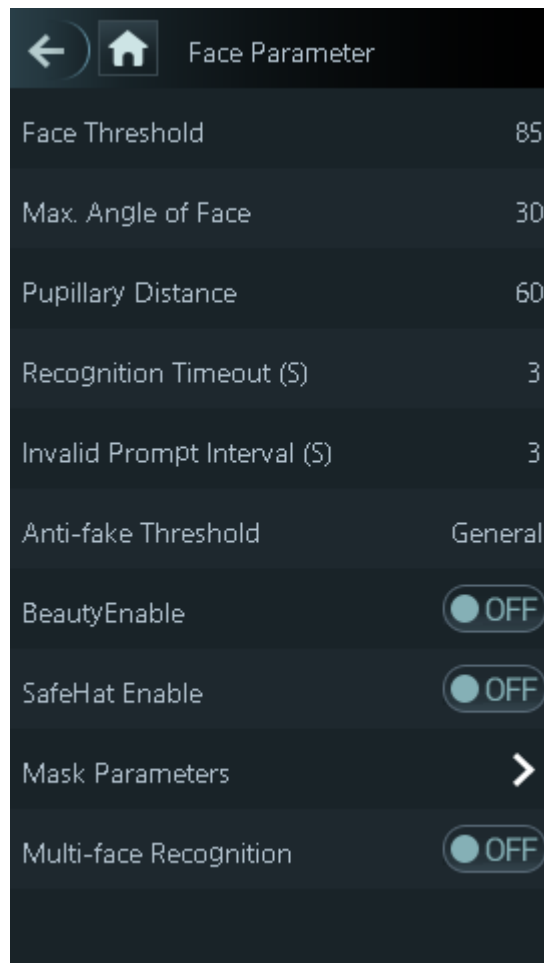 Face Parameter
Face Threshold 85
Max. Angle of Face 30
Pupillary Distance 60
Recognition Timeout (S) 3
Invalid Prompt Interval (S) 3
Anti-fake Threshold General
BeautyEnable OFF
SafeHat Enable OFF
Mask Parameters
Multi-face Recognition OFF